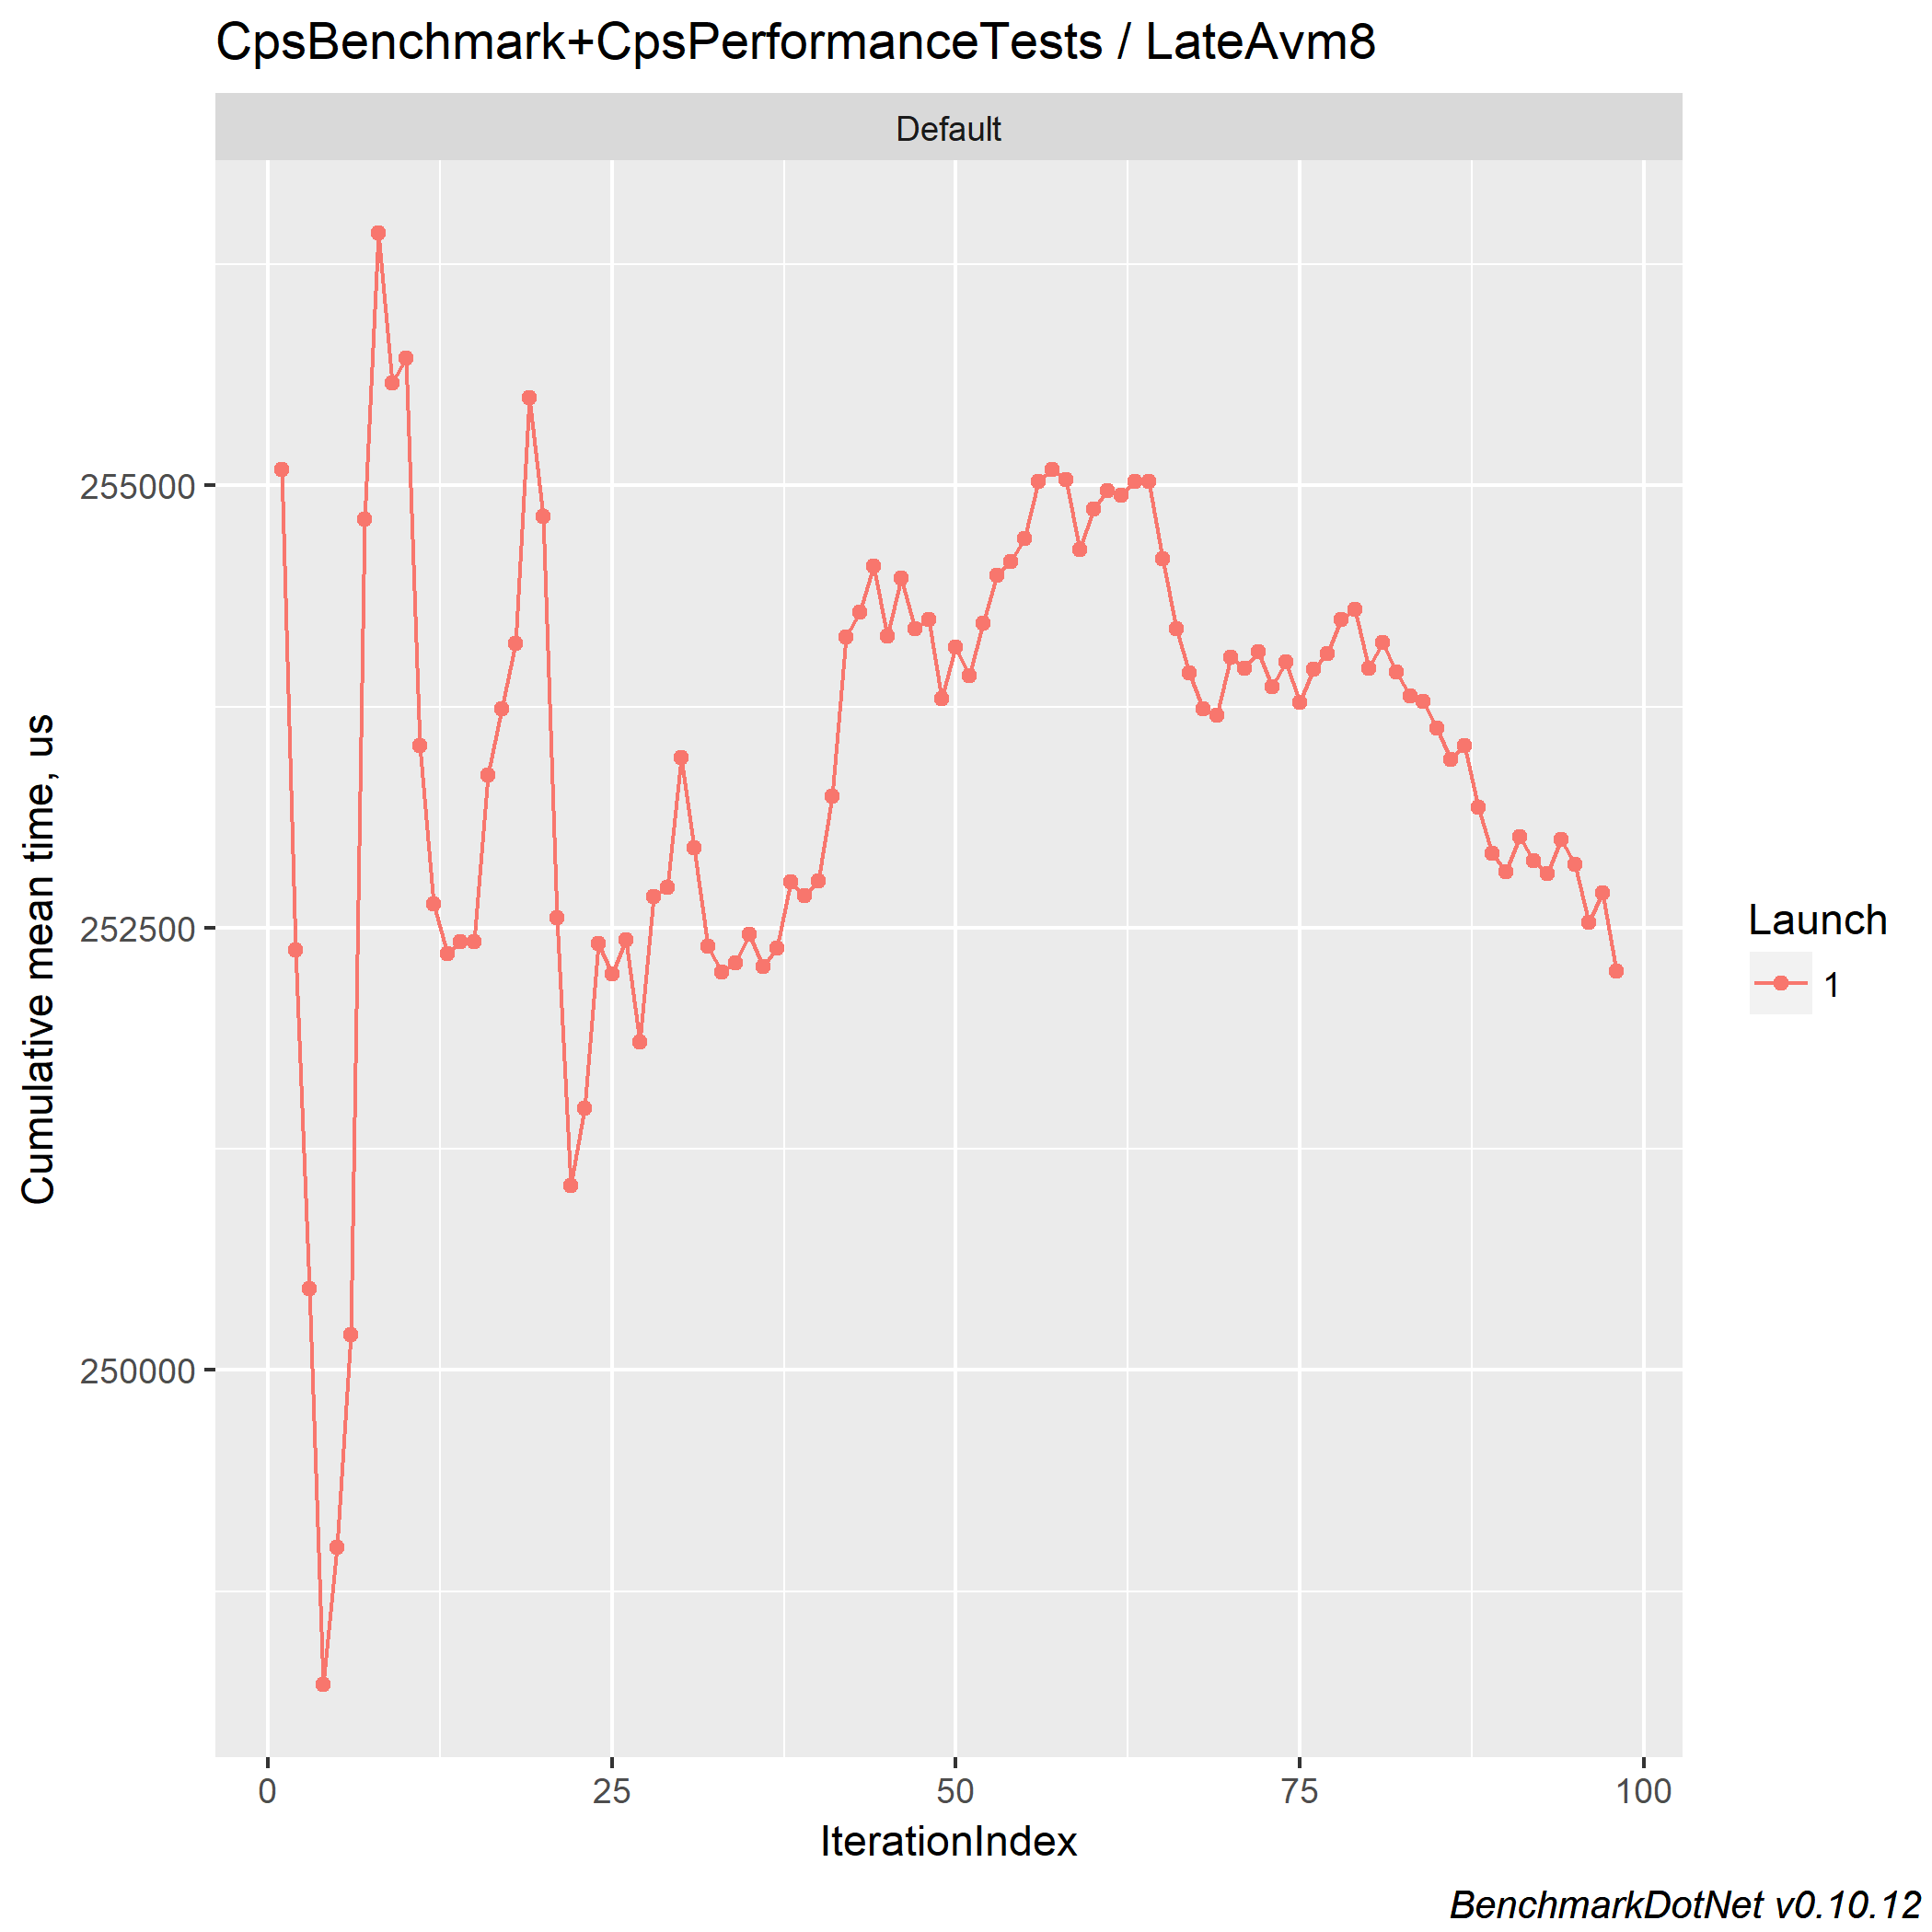 CpsBenchmark+CpsPerformanceTests / LateAvm8
Default
Cumulative mean time, us
255000
252500
250000
0 25 50 75 100
IterationIndex
Launch
1
BenchmarkDotNet v0.10.12